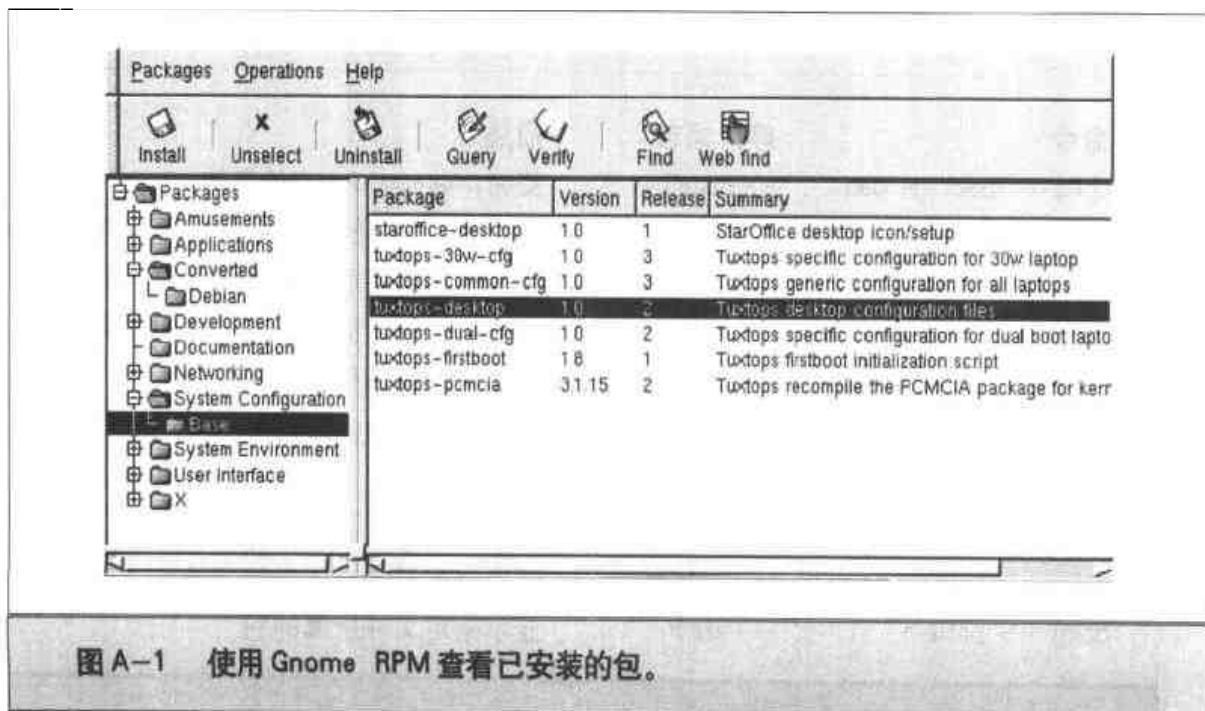 Packages Operations Help
Install Unselect Uninstall Query Verify Find Web find
Packages
Amusements
Applications
Converted
Debian
Development
Documentation
Networking
System Configuration
Base
System Environment
User Interface
X
Package Version Release Summary
staroffice-desktop 1.0 1 StarOffice desktop icon/setup
tuxtops-30w-cfg 1.0 3 Tuxtops specific configuration for 30w laptop
tuxtops-common-cfg 1.0 3 Tuxtops generic configuration for all laptops
tuxtops-desktop 1.0 2 Tuxtops desktop configuration files
tuxtops-dual-cfg 1.0 2 Tuxtops specific configuration for dual boot lapto
tuxtops-firstboot 1.8 1 Tuxtops firstboot initialization script
tuxtops-pcmcia 3.1.15 2 Tuxtops recompile the PCMCIA package for kerr
图 A-1 使用 Gnome RPM 查看已安装的包。